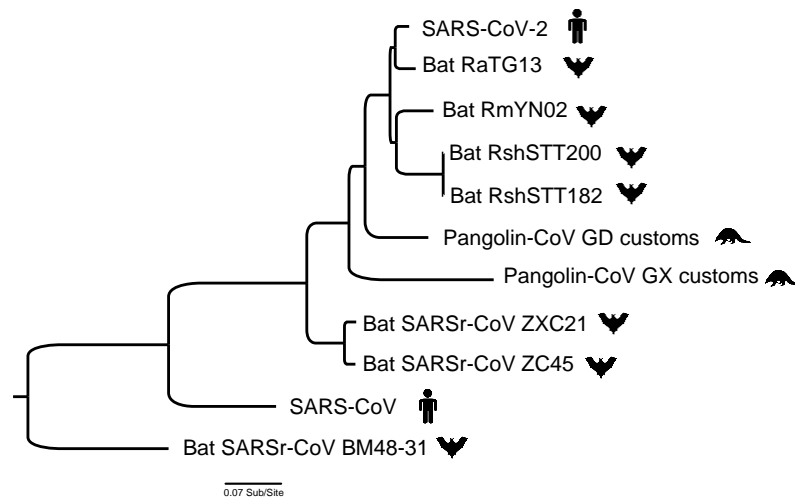 SARS-CoV-2
Bat RaTG13
Bat RmYN02
Bat RshSTT200
Bat RshSTT182
Pangolin-CoV GD customs
Pangolin-CoV GX customs
Bat SARSr-CoV ZXC21
Bat SARSr-CoV ZC45
SARS-CoV
Bat SARSr-CoV BM48-31
0.07 Sub/Site